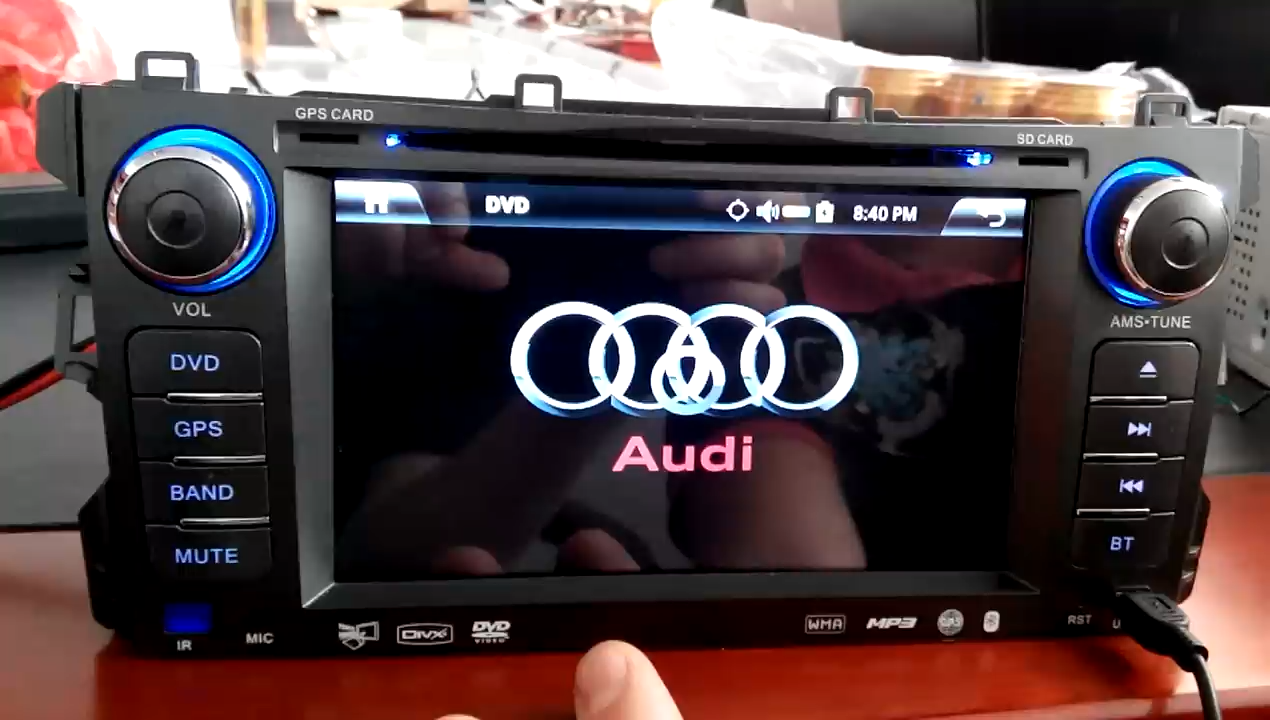 GPS CARD
SD CARD
DVD
8:40 PM
VOL
AMS•TUNE
DVD
GPS
BAND
MUTE
BT
Audi
IR
MIC
DIVX
DVD
VIDEO
WMA
MP3
RST
U